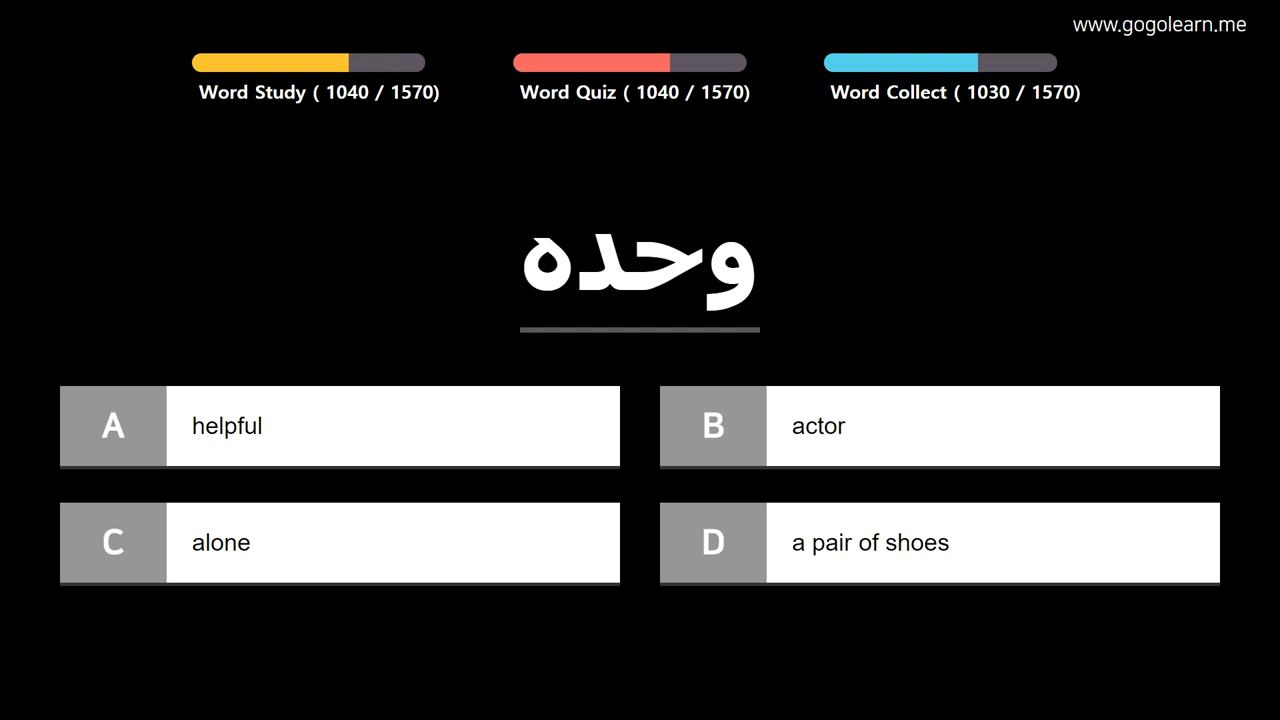 www.gogolearn.me
Word Study ( 1040 / 1570)
Word Quiz ( 1040 / 1570)
Word Collect ( 1030 / 1570)
وحده
A helpful
B actor
C alone
D a pair of shoes